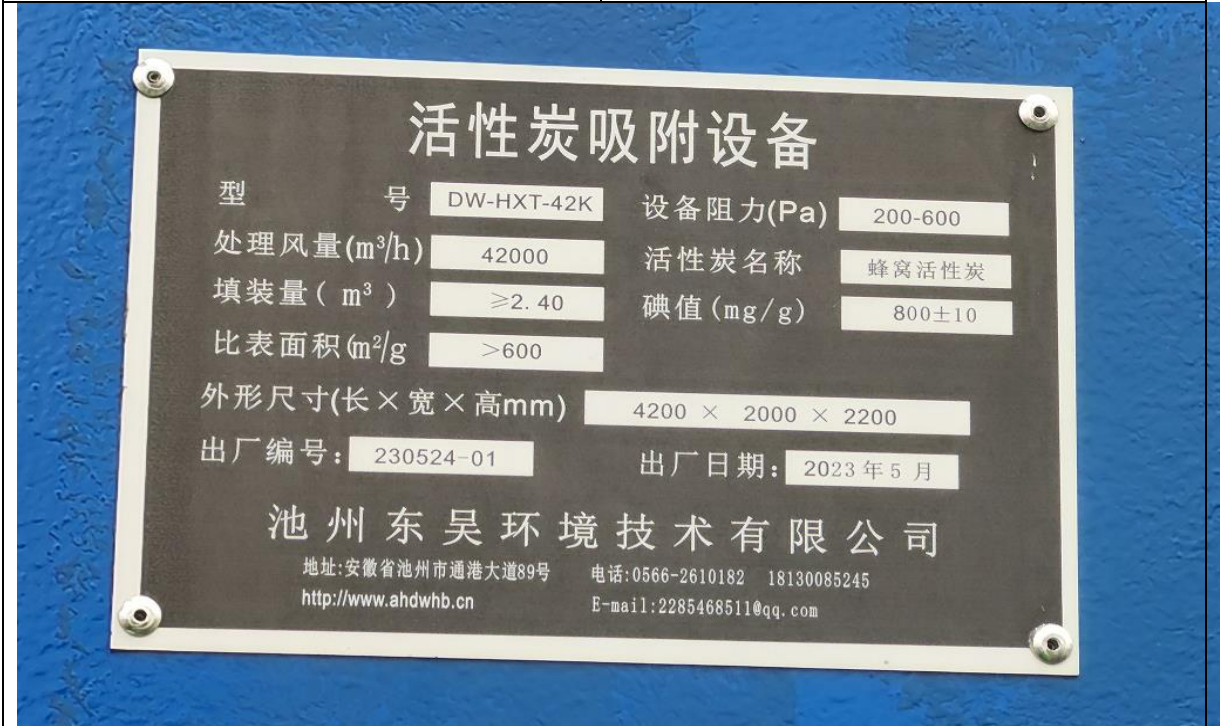 活性炭吸附设备
型 号 DW-HXT-42K 设备阻力(Pa) 200-600
处理风量(m³/h) 42000 活性炭名称 蜂窝活性炭
填装量( m³ ) ≥2.40 碘值(mg/g) 800±10
比表面积(m²/g >600
外形尺寸(长×宽×高mm) 4200 × 2000 × 2200
出厂编号: 230524-01 出厂日期: 2023年5月
池州东吴环境技术有限公司
地址:安徽省池州市通港大道89号 电话:0566-2610182 18130085245
http://www.ahdwhb.cn E-mail:2285468511@qq.com